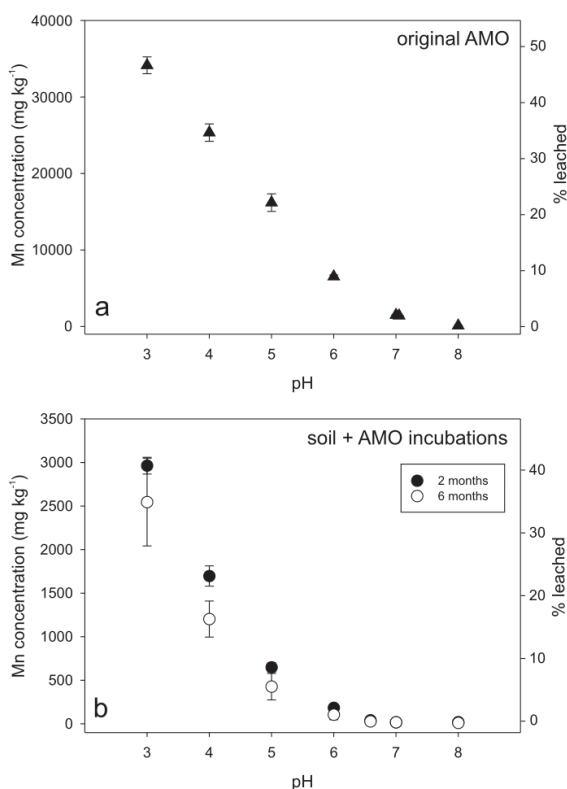 original AMO
40000
30000
20000
10000
0
Mn concentration (mg kg-1)
50
40
30
20
10
0
% leached
a
3 4 5 6 7 8
pH
soil + AMO incubations
2 months
6 months
3500
3000
2500
2000
1500
1000
500
0
Mn concentration (mg kg-1)
40
30
20
10
0
% leached
b
3 4 5 6 7 8
pH